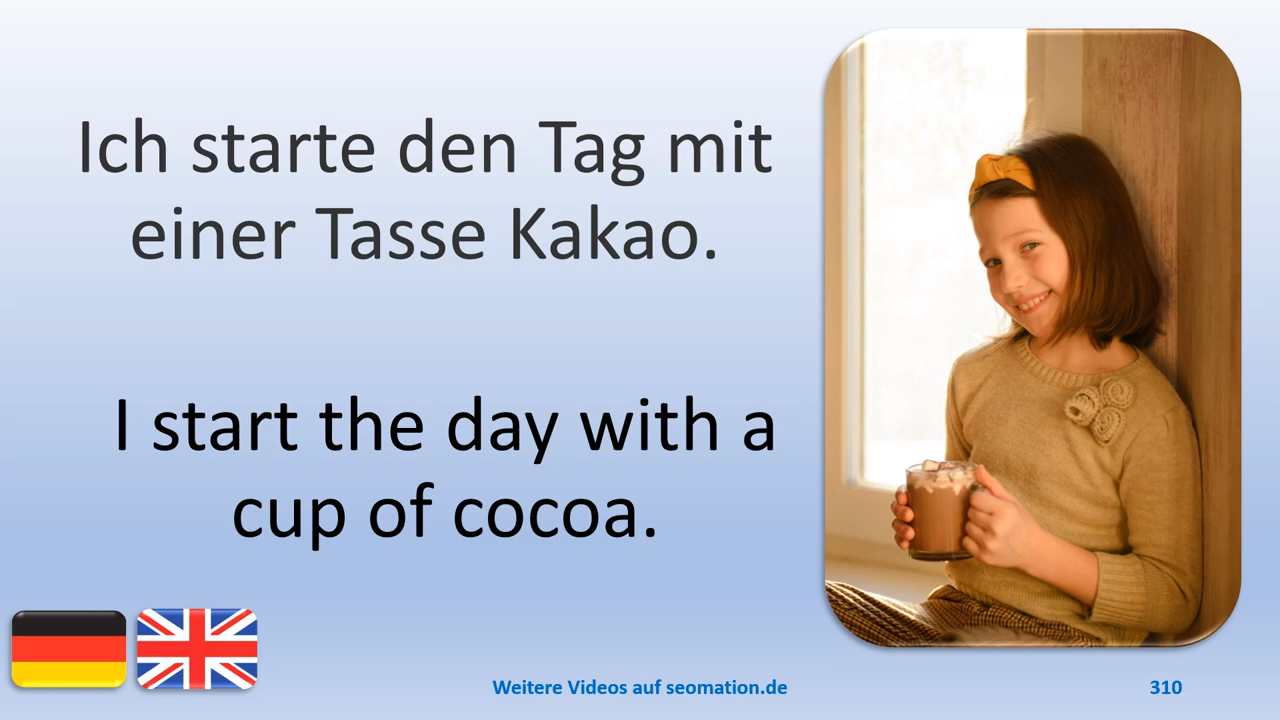 Ich starte den Tag mit
einer Tasse Kakao.
I start the day with a
cup of cocoa.
Weitere Videos auf seomation.de
310